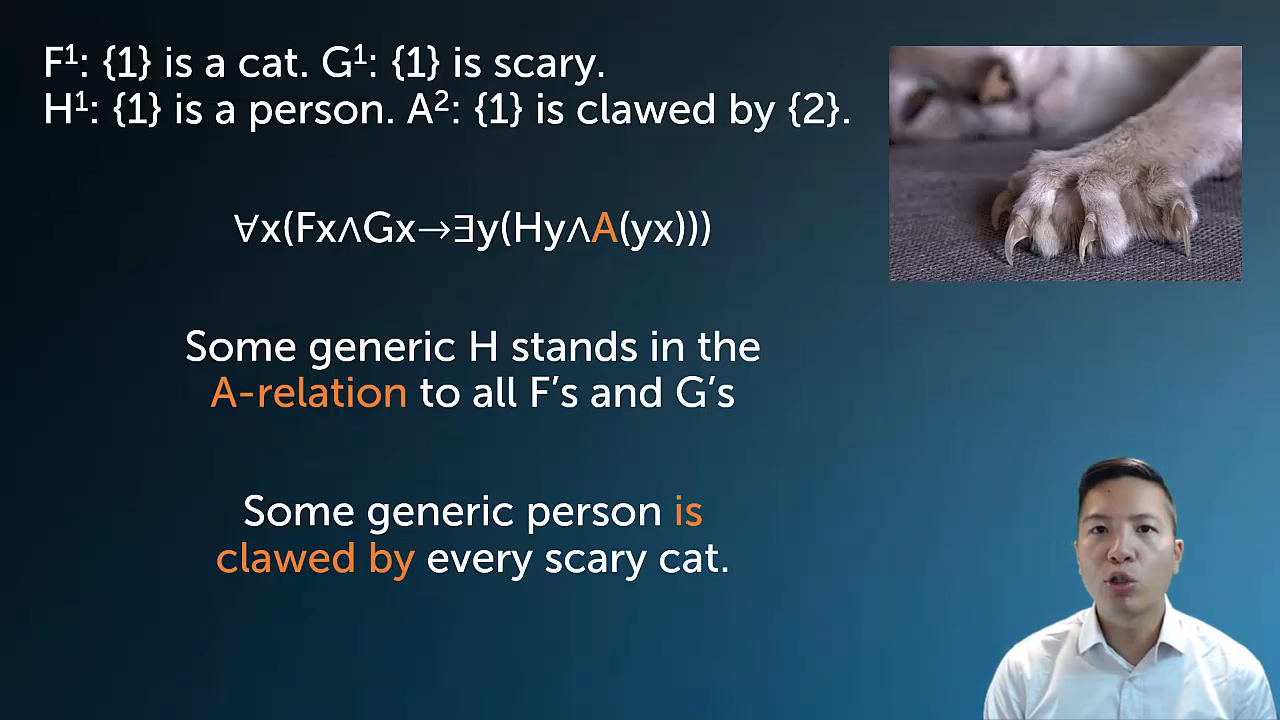 F¹: {1} is a cat. G¹: {1} is scary.
H¹: {1} is a person. A²: {1} is clawed by {2}.
∀x(Fx∧Gx→∃y(Hy∧A(yx)))
Some generic H stands in the
A-relation to all F’s and G’s
Some generic person is
clawed by every scary cat.